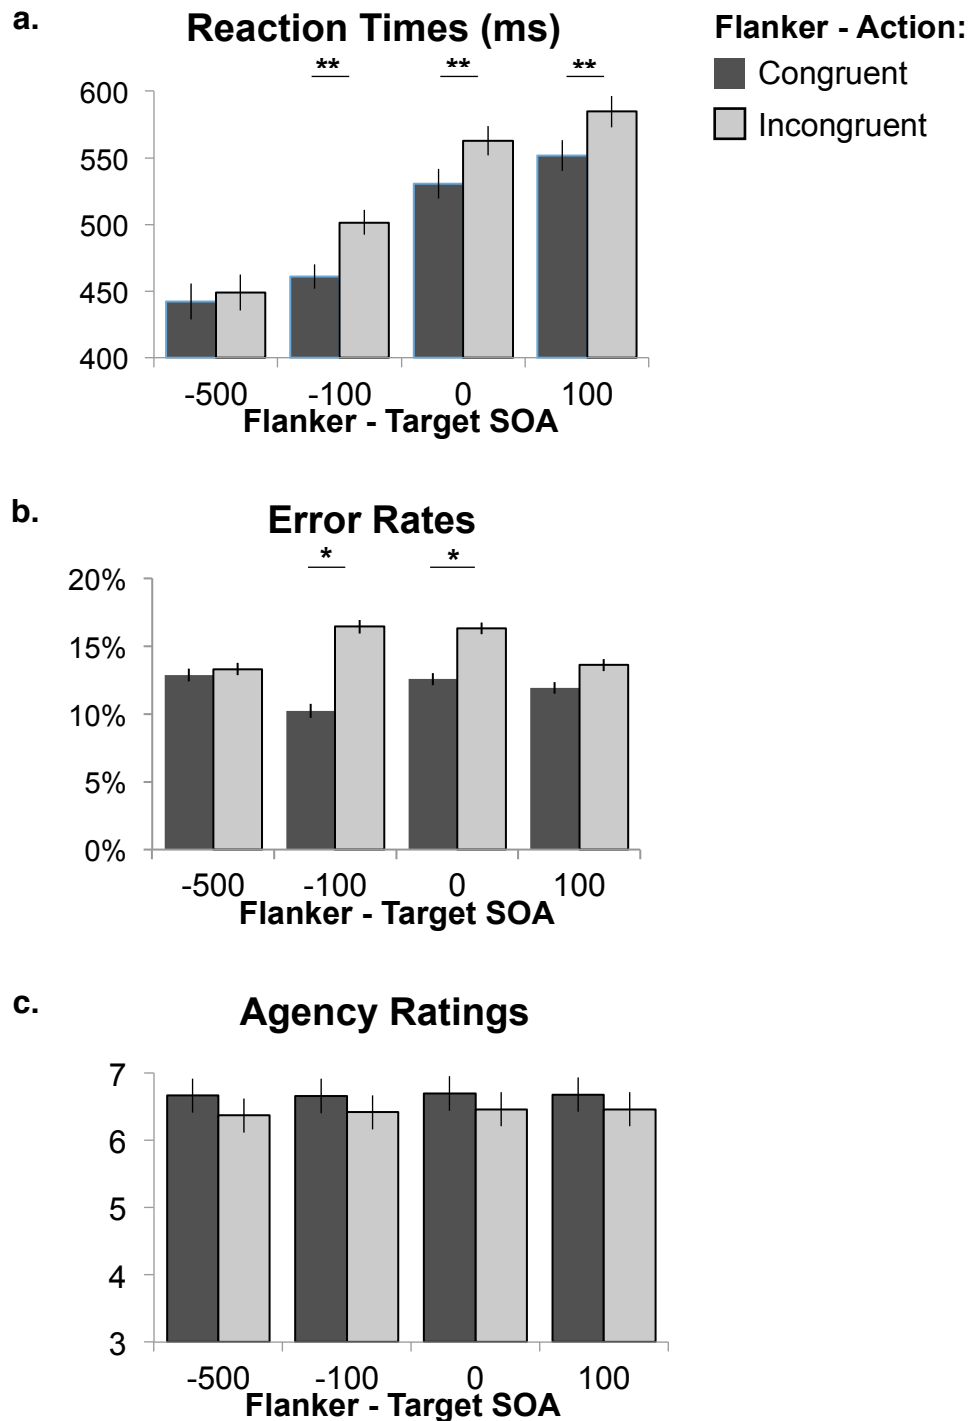 a.
Reaction Times (ms)
Flanker - Action:
Congruent
Incongruent
** ** **
600
550
500
450
400
-500 -100 0 100
Flanker - Target SOA
b.
Error Rates
* *
20%
15%
10%
5%
0%
-500 -100 0 100
Flanker - Target SOA
c.
Agency Ratings
7
6
5
4
3
-500 -100 0 100
Flanker - Target SOA